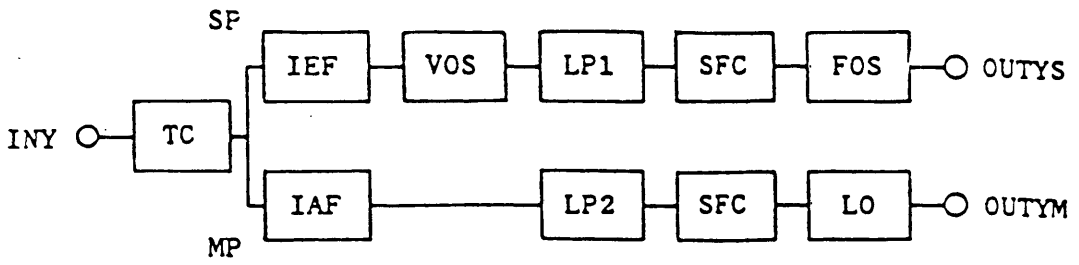 SP
IEF VOS LP1 SFC FOS OUTYS
INY TC
IAF LP2 SFC LO OUTYM
MP